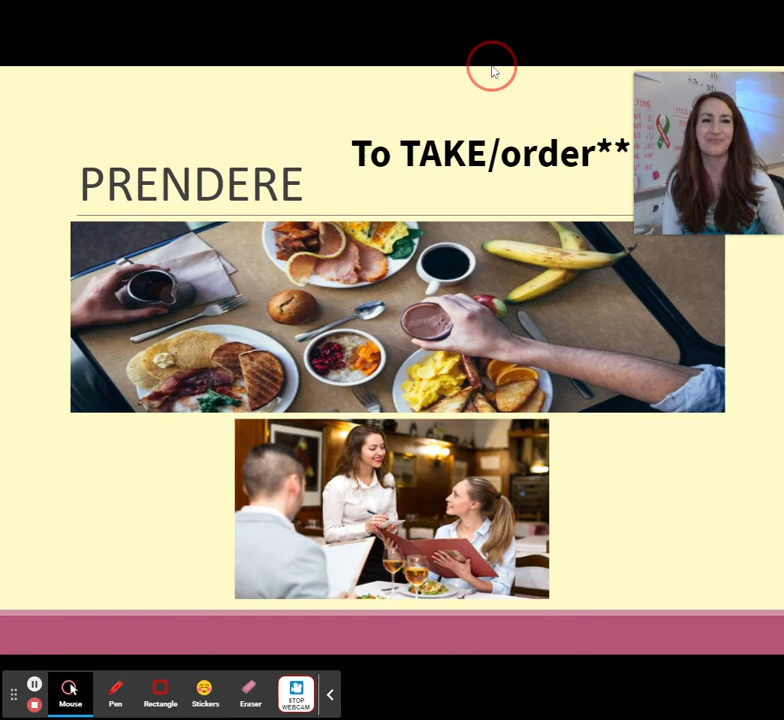 To TAKE/order**
PRENDERE
Mouse
Pen
Rectangle
Stickers
Eraser
STOP
WEBCAM